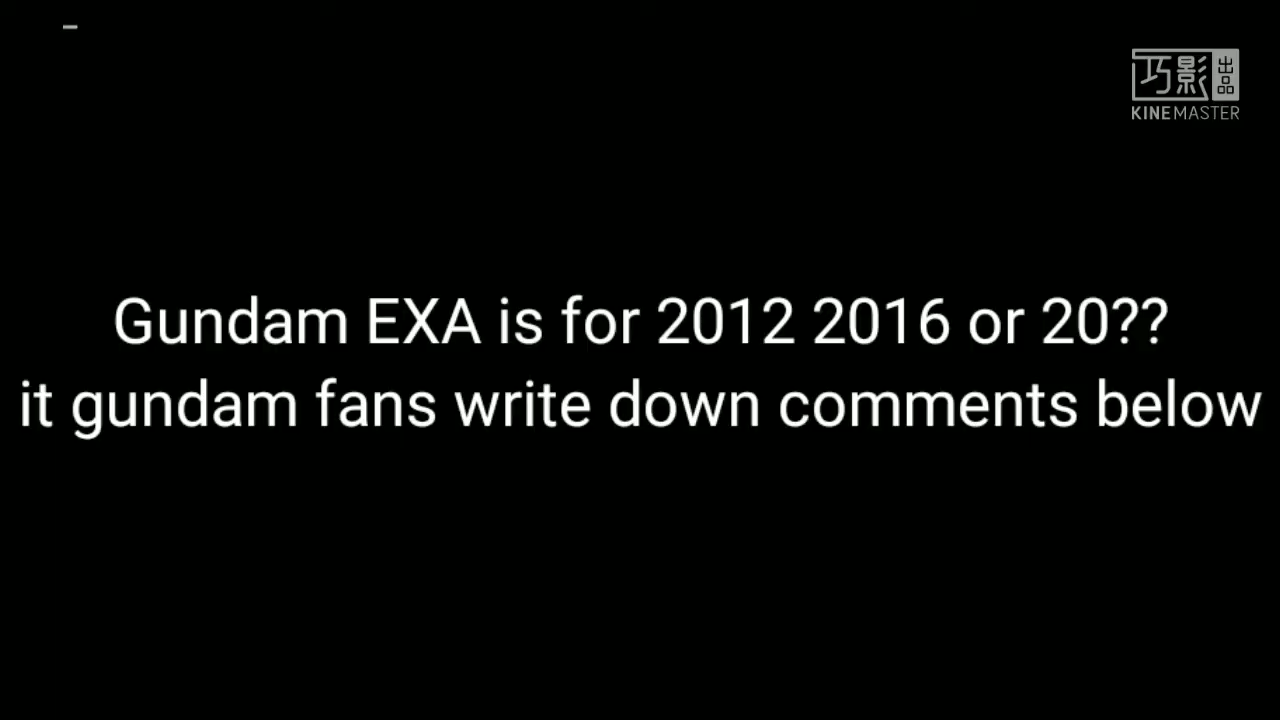 巧影出品
KINEMASTER
Gundam EXA is for 2012 2016 or 20??
it gundam fans write down comments below